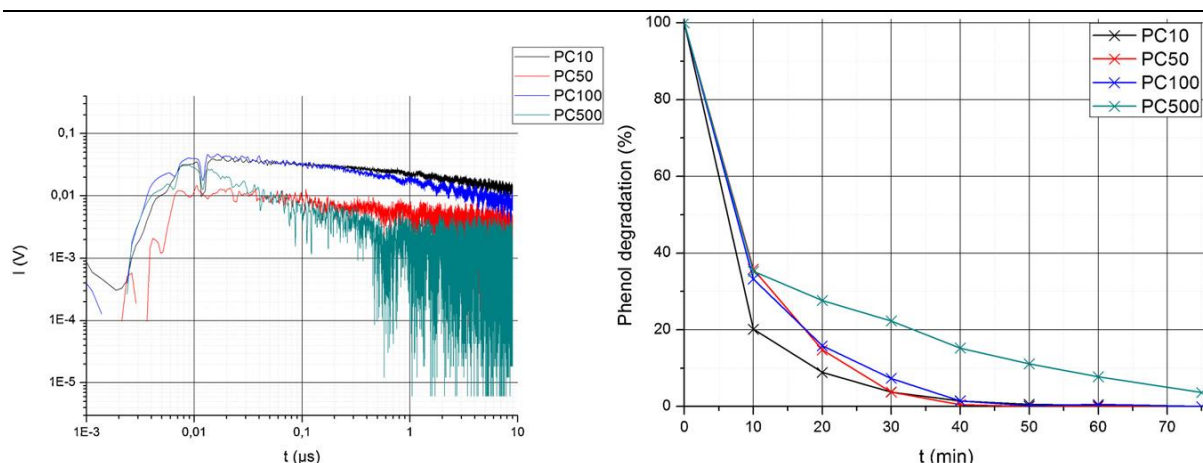 PC10
PC50
PC100
PC500
0,1
0,01
1E-3
1E-4
1E-5
1E-3
0,01
0,1
1
10
I (V)
t (µs)
PC10
PC50
PC100
PC500
100
80
60
40
20
0
0
10
20
30
40
50
60
70
Phenol degradation (%)
t (min)